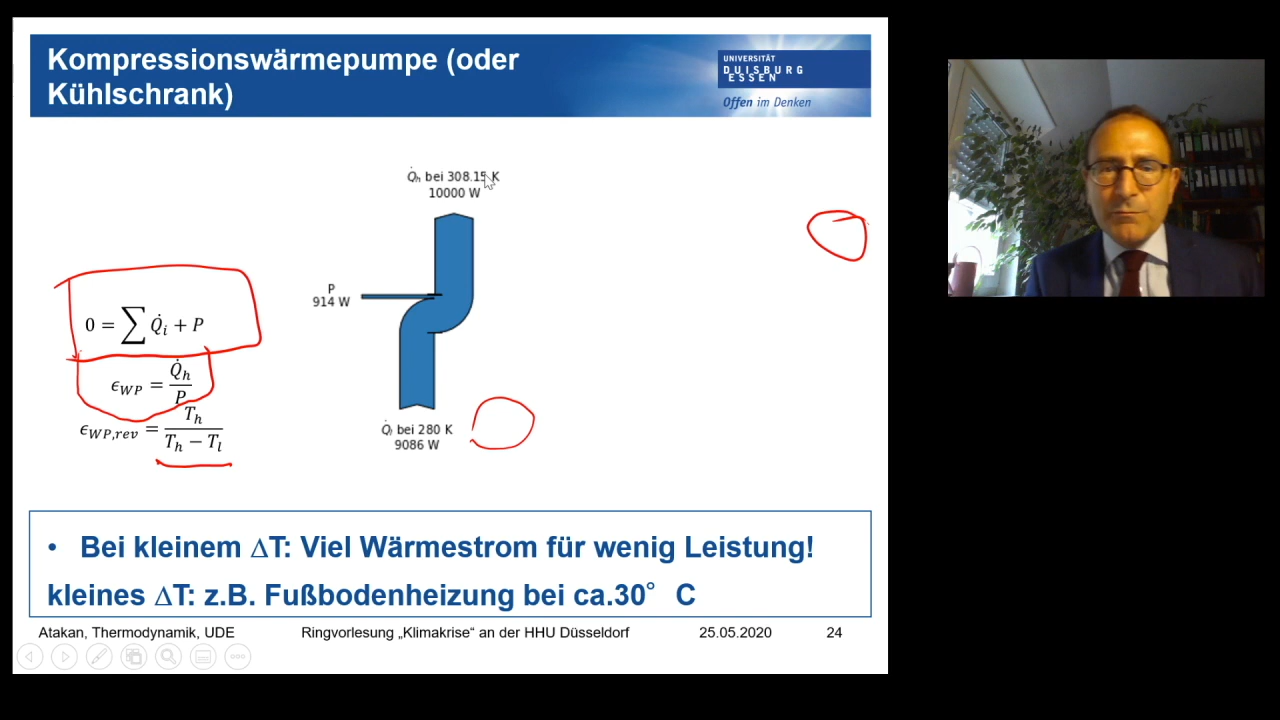 Kompressionswärmepumpe (oder
Kühlschrank)
UNIVERSITÄT
DUISBURG
ESSEN
Offen im Denken
Q̇ₕ bei 308.15 K
10000 W
P
914 W
0 = ∑ Q̇ᵢ + P
ϵ_WP = Q̇ₕ / P
ϵ_WP,rev = Tₕ / (Tₕ − Tₗ)
Q̇ₗ bei 280 K
9086 W
• Bei kleinem ΔT: Viel Wärmestrom für wenig Leistung!
kleines ΔT: z.B. Fußbodenheizung bei ca.30° C
Atakan, Thermodynamik, UDE Ringvorlesung „Klimakrise“ an der HHU Düsseldorf 25.05.2020 24